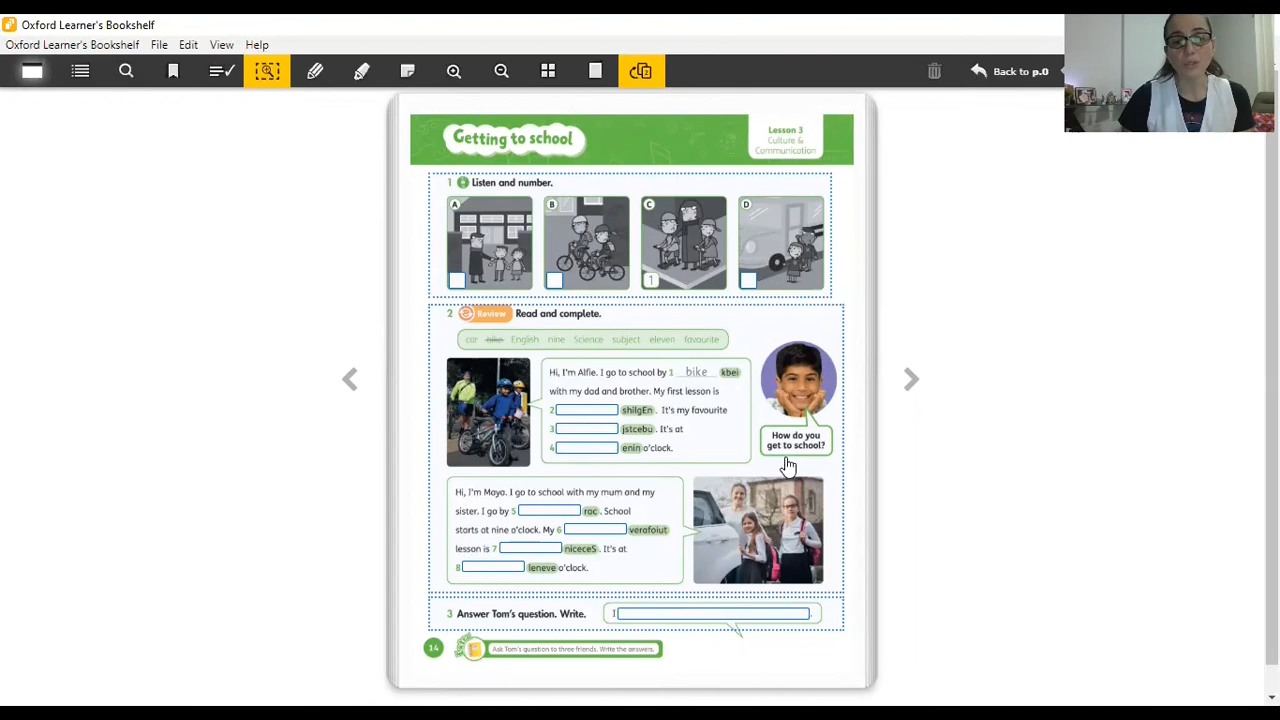 Oxford Learner's Bookshelf
Oxford Learner's Bookshelf File Edit View Help
Back to p.0
Getting to school
Lesson 3
Culture &
Communication
1 Listen and number.
A B C D
1
2 Review Read and complete.
car bike English nine Science subject eleven favourite
Hi, I'm Alfie. I go to school by 1 bike kbei
with my dad and brother. My first lesson is
2 shilgEn . It's my favourite
3 jstcebu . It's at
4 enin o'clock.
How do you
get to school?
Hi, I'm Maya. I go to school with my mum and my
sister. I go by 5 rac . School
starts at nine o'clock. My 6 verafoiut
lesson is 7 niceceS . It's at
8 leneve o'clock.
3 Answer Tom's question. Write. I .
14 Ask Tom's question to three friends. Write the answers.